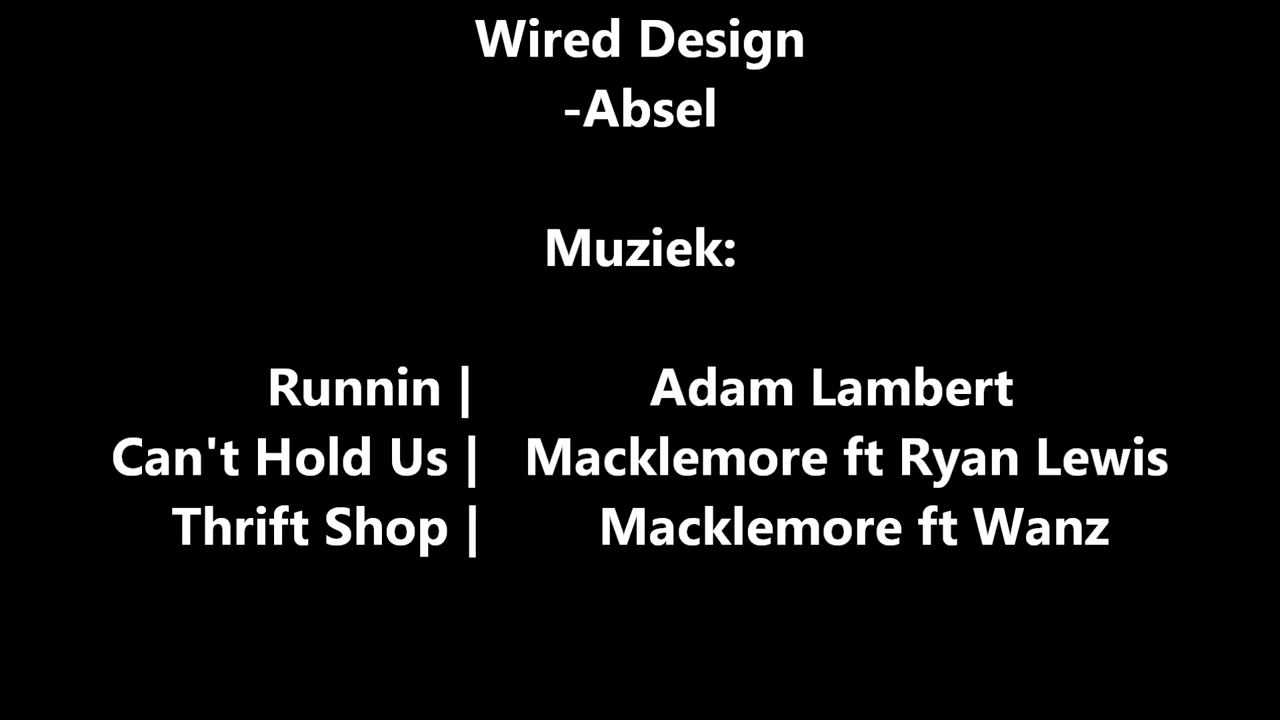 Wired Design
-Absel
Muziek:
Runnin | Adam Lambert
Can't Hold Us | Macklemore ft Ryan Lewis
Thrift Shop | Macklemore ft Wanz